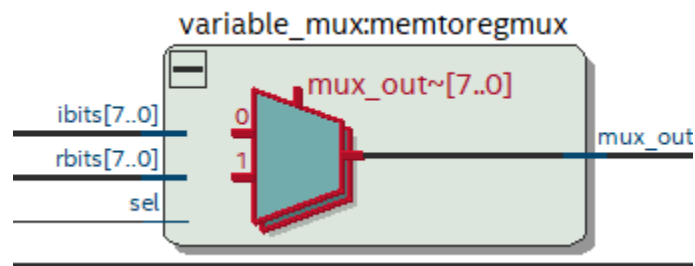 variable_mux:memtoregmux
mux_out~[7..0]
ibits[7..0]
0
mux_out
rbits[7..0]
1
sel